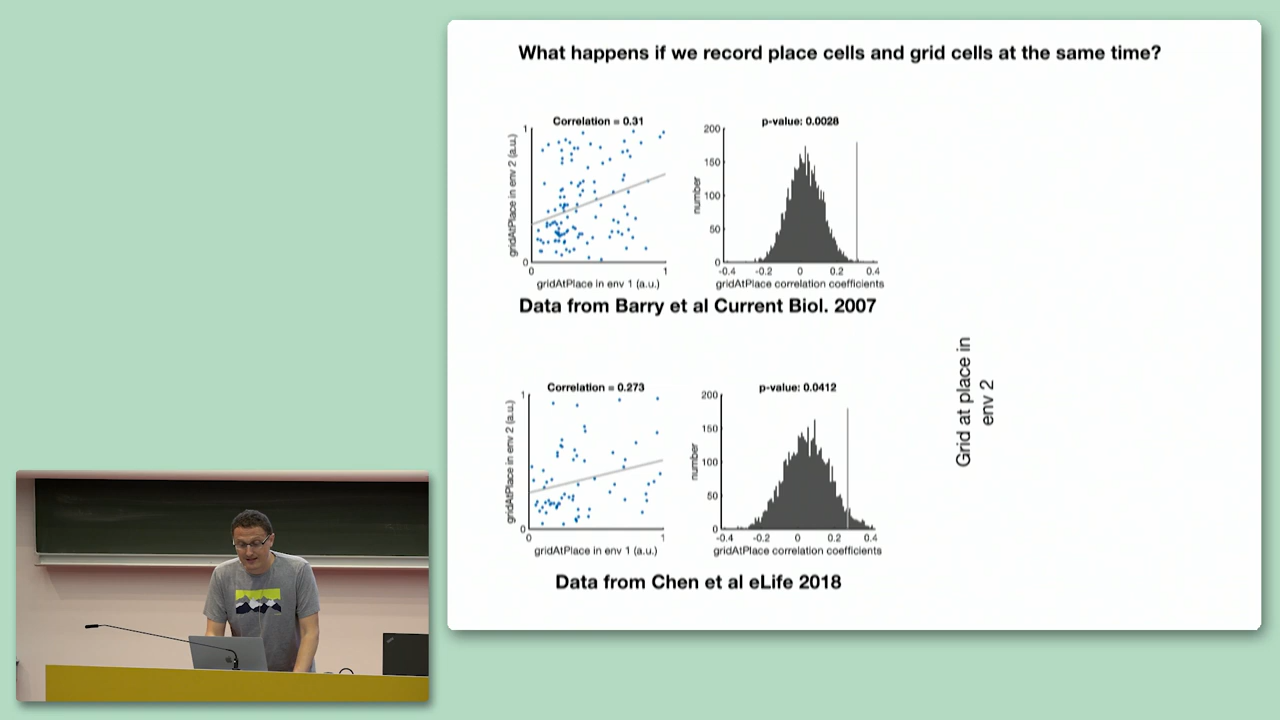 What happens if we record place cells and grid cells at the same time?
Correlation = 0.31
1
gridAtPlace in env 2 (a.u.)
0
0
1
gridAtPlace in env 1 (a.u.)
p-value: 0.0028
200
150
100
50
0
number
-0.4 -0.2 0 0.2 0.4
gridAtPlace correlation coefficients
Data from Barry et al Current Biol. 2007
Correlation = 0.273
1
gridAtPlace in env 2 (a.u.)
0
0
1
gridAtPlace in env 1 (a.u.)
p-value: 0.0412
200
150
100
50
0
number
-0.4 -0.2 0 0.2 0.4
gridAtPlace correlation coefficients
Data from Chen et al eLife 2018
Grid at place in
env 2